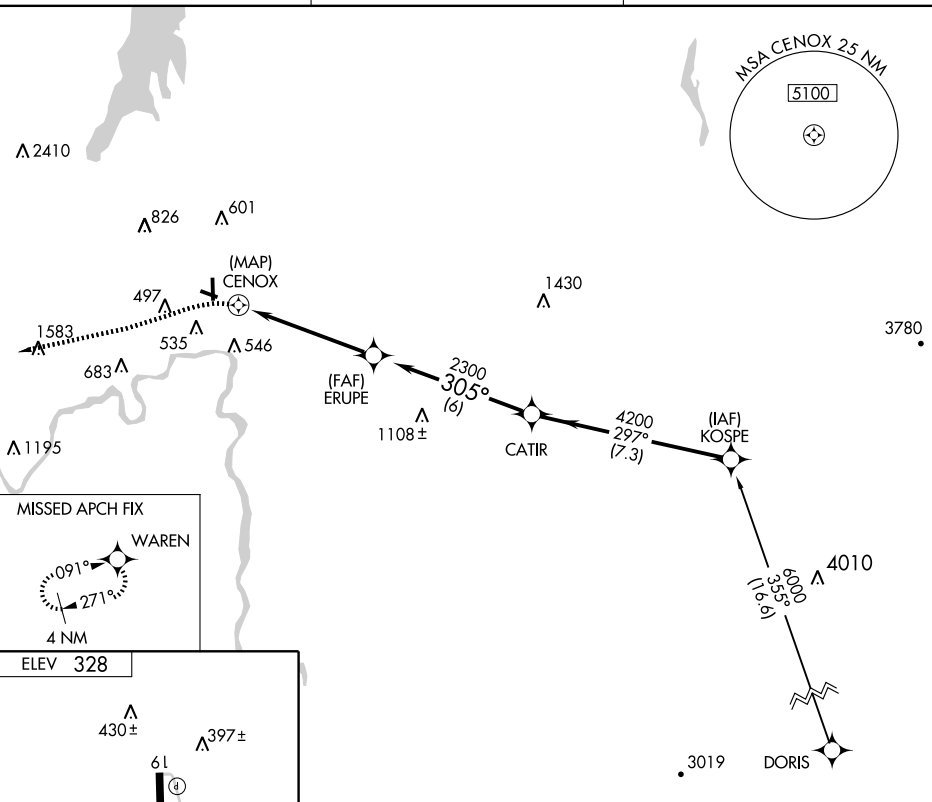 MSA CENOX 25 NM
5100
2410
826
601
(MAP)
CENOX
497
1430
1583
535
546
3780
683
(FAF)
ERUPE
2300
305°
(6)
1108±
CATIR
4200
297°
(7.3)
(IAF)
KOSPE
1195
MISSED APCH FIX
WAREN
091°
271°
4 NM
4010
6000
355°
(16.6)
ELEV 328
430±
397±
19
P
3019
DORIS